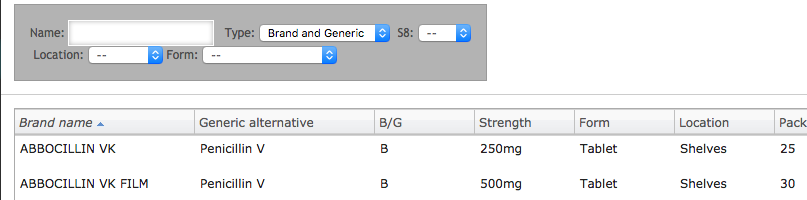 Name: Type: Brand and Generic S8: --
Location: -- Form: --
Brand name Generic alternative B/G Strength Form Location Pack
ABBOCILLIN VK Penicillin V B 250mg Tablet Shelves 25
ABBOCILLIN VK FILM Penicillin V B 500mg Tablet Shelves 30